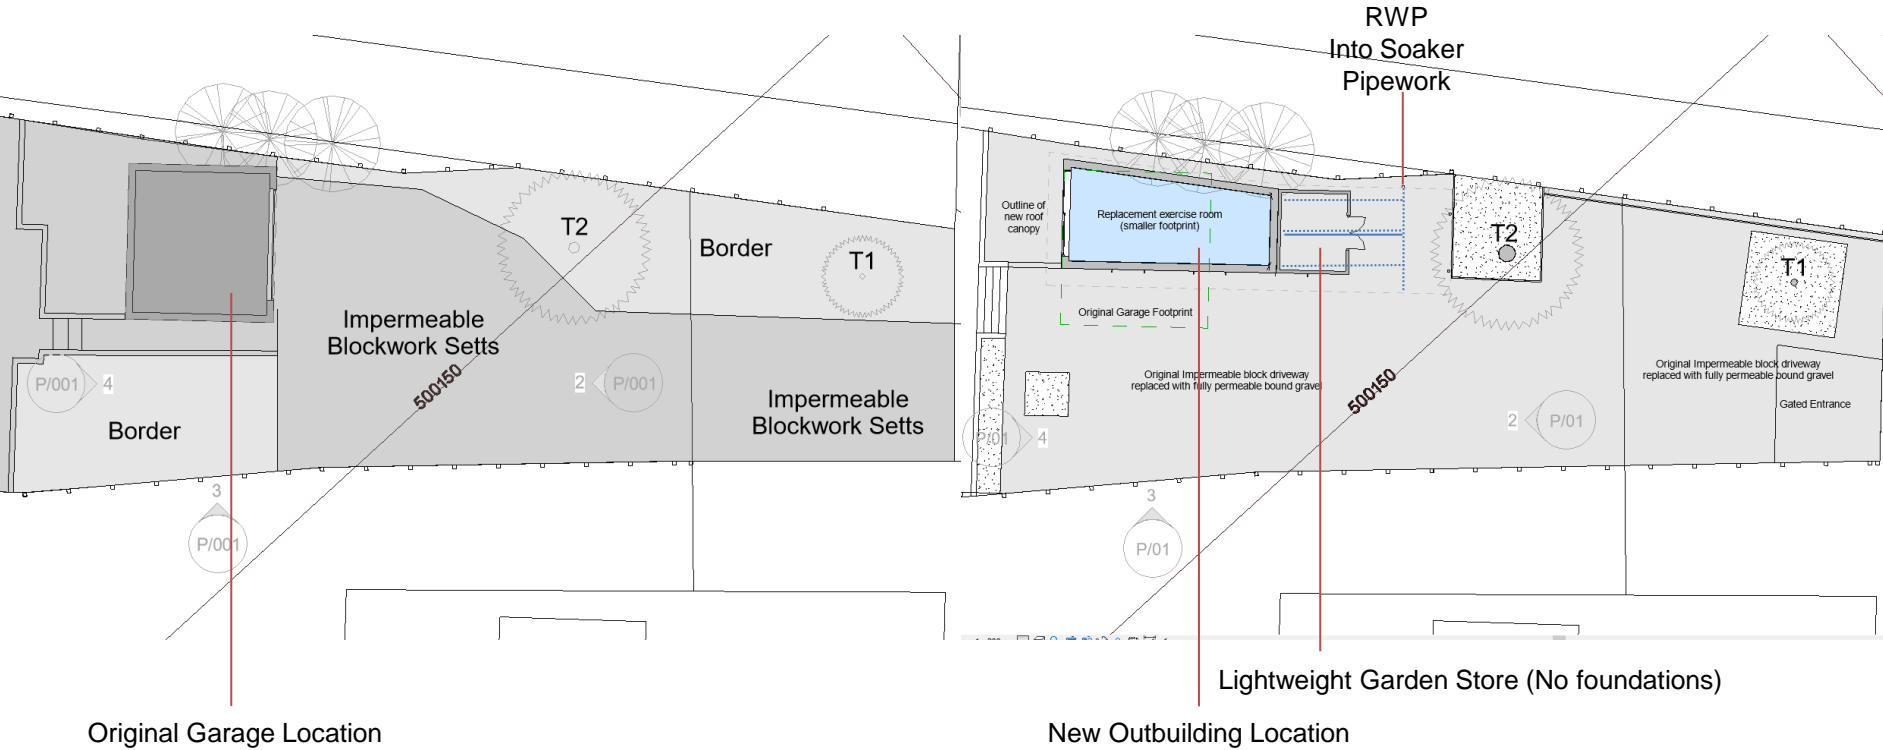 T2
T1
Border
Impermeable
Blockwork Setts
500150
P/001
4
2
P/001
Impermeable
Blockwork Setts
Border
3
P/001
Original Garage Location
RWP
Into Soaker
Pipework
Outline of
new roof
canopy
Replacement exercise room
(smaller footprint)
T2
T1
Original Garage Footprint
Original Impermeable block driveway
replaced with fully permeable bound gravel
500150
Original Impermeable block driveway
replaced with fully permeable bound gravel
Gated Entrance
P/01
4
2
P/01
3
P/01
Lightweight Garden Store (No foundations)
New Outbuilding Location